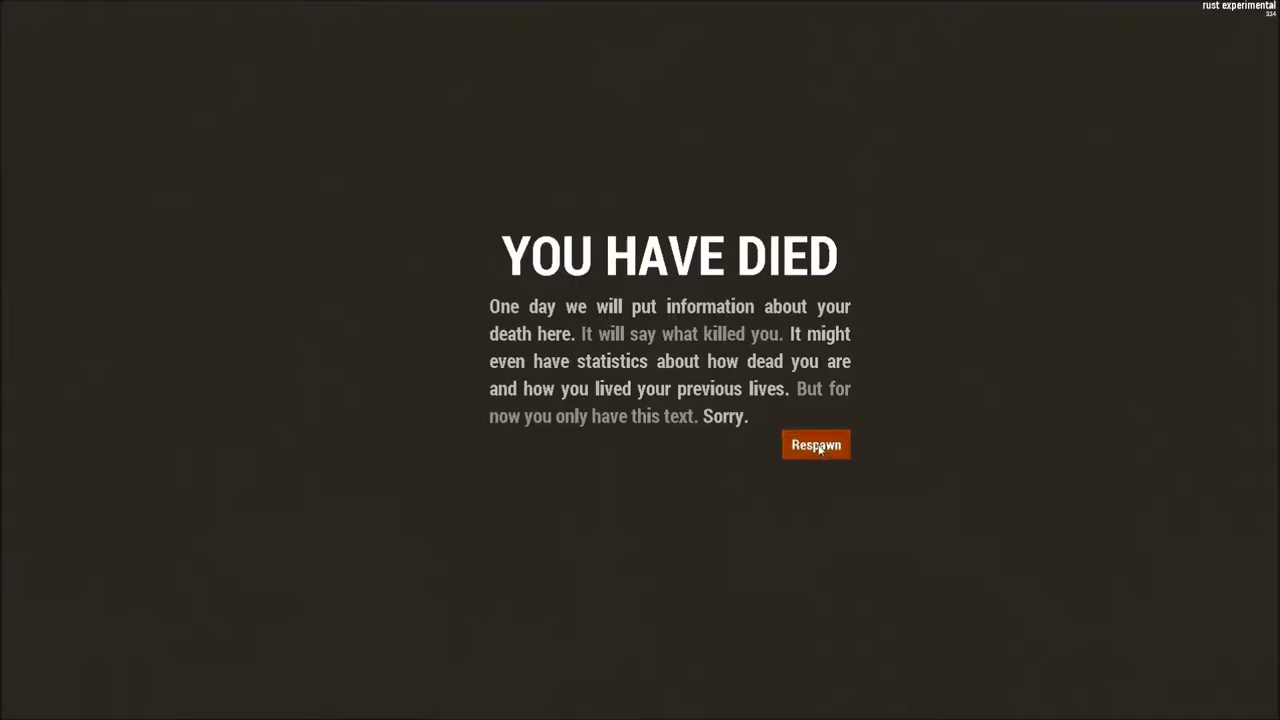 rust experimental
334
YOU HAVE DIED
One day we will put information about your
death here. It will say what killed you. It might
even have statistics about how dead you are
and how you lived your previous lives. But for
now you only have this text. Sorry.
Respawn